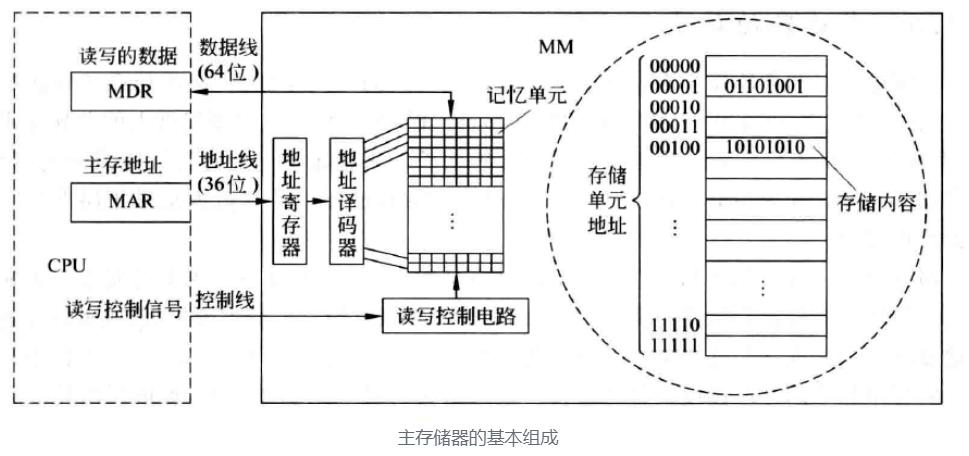 读写的数据
MDR
主存地址
MAR
CPU
读写控制信号
数据线
(64位)
地址线
(36位)
控制线
地址寄存器
地址译码器
记忆单元
⋮
读写控制电路
MM
存储
单元
地址
00000
00001
00010
00011
00100
⋮
11110
11111
01101001
10101010
⋮
存储内容
主存储器的基本组成